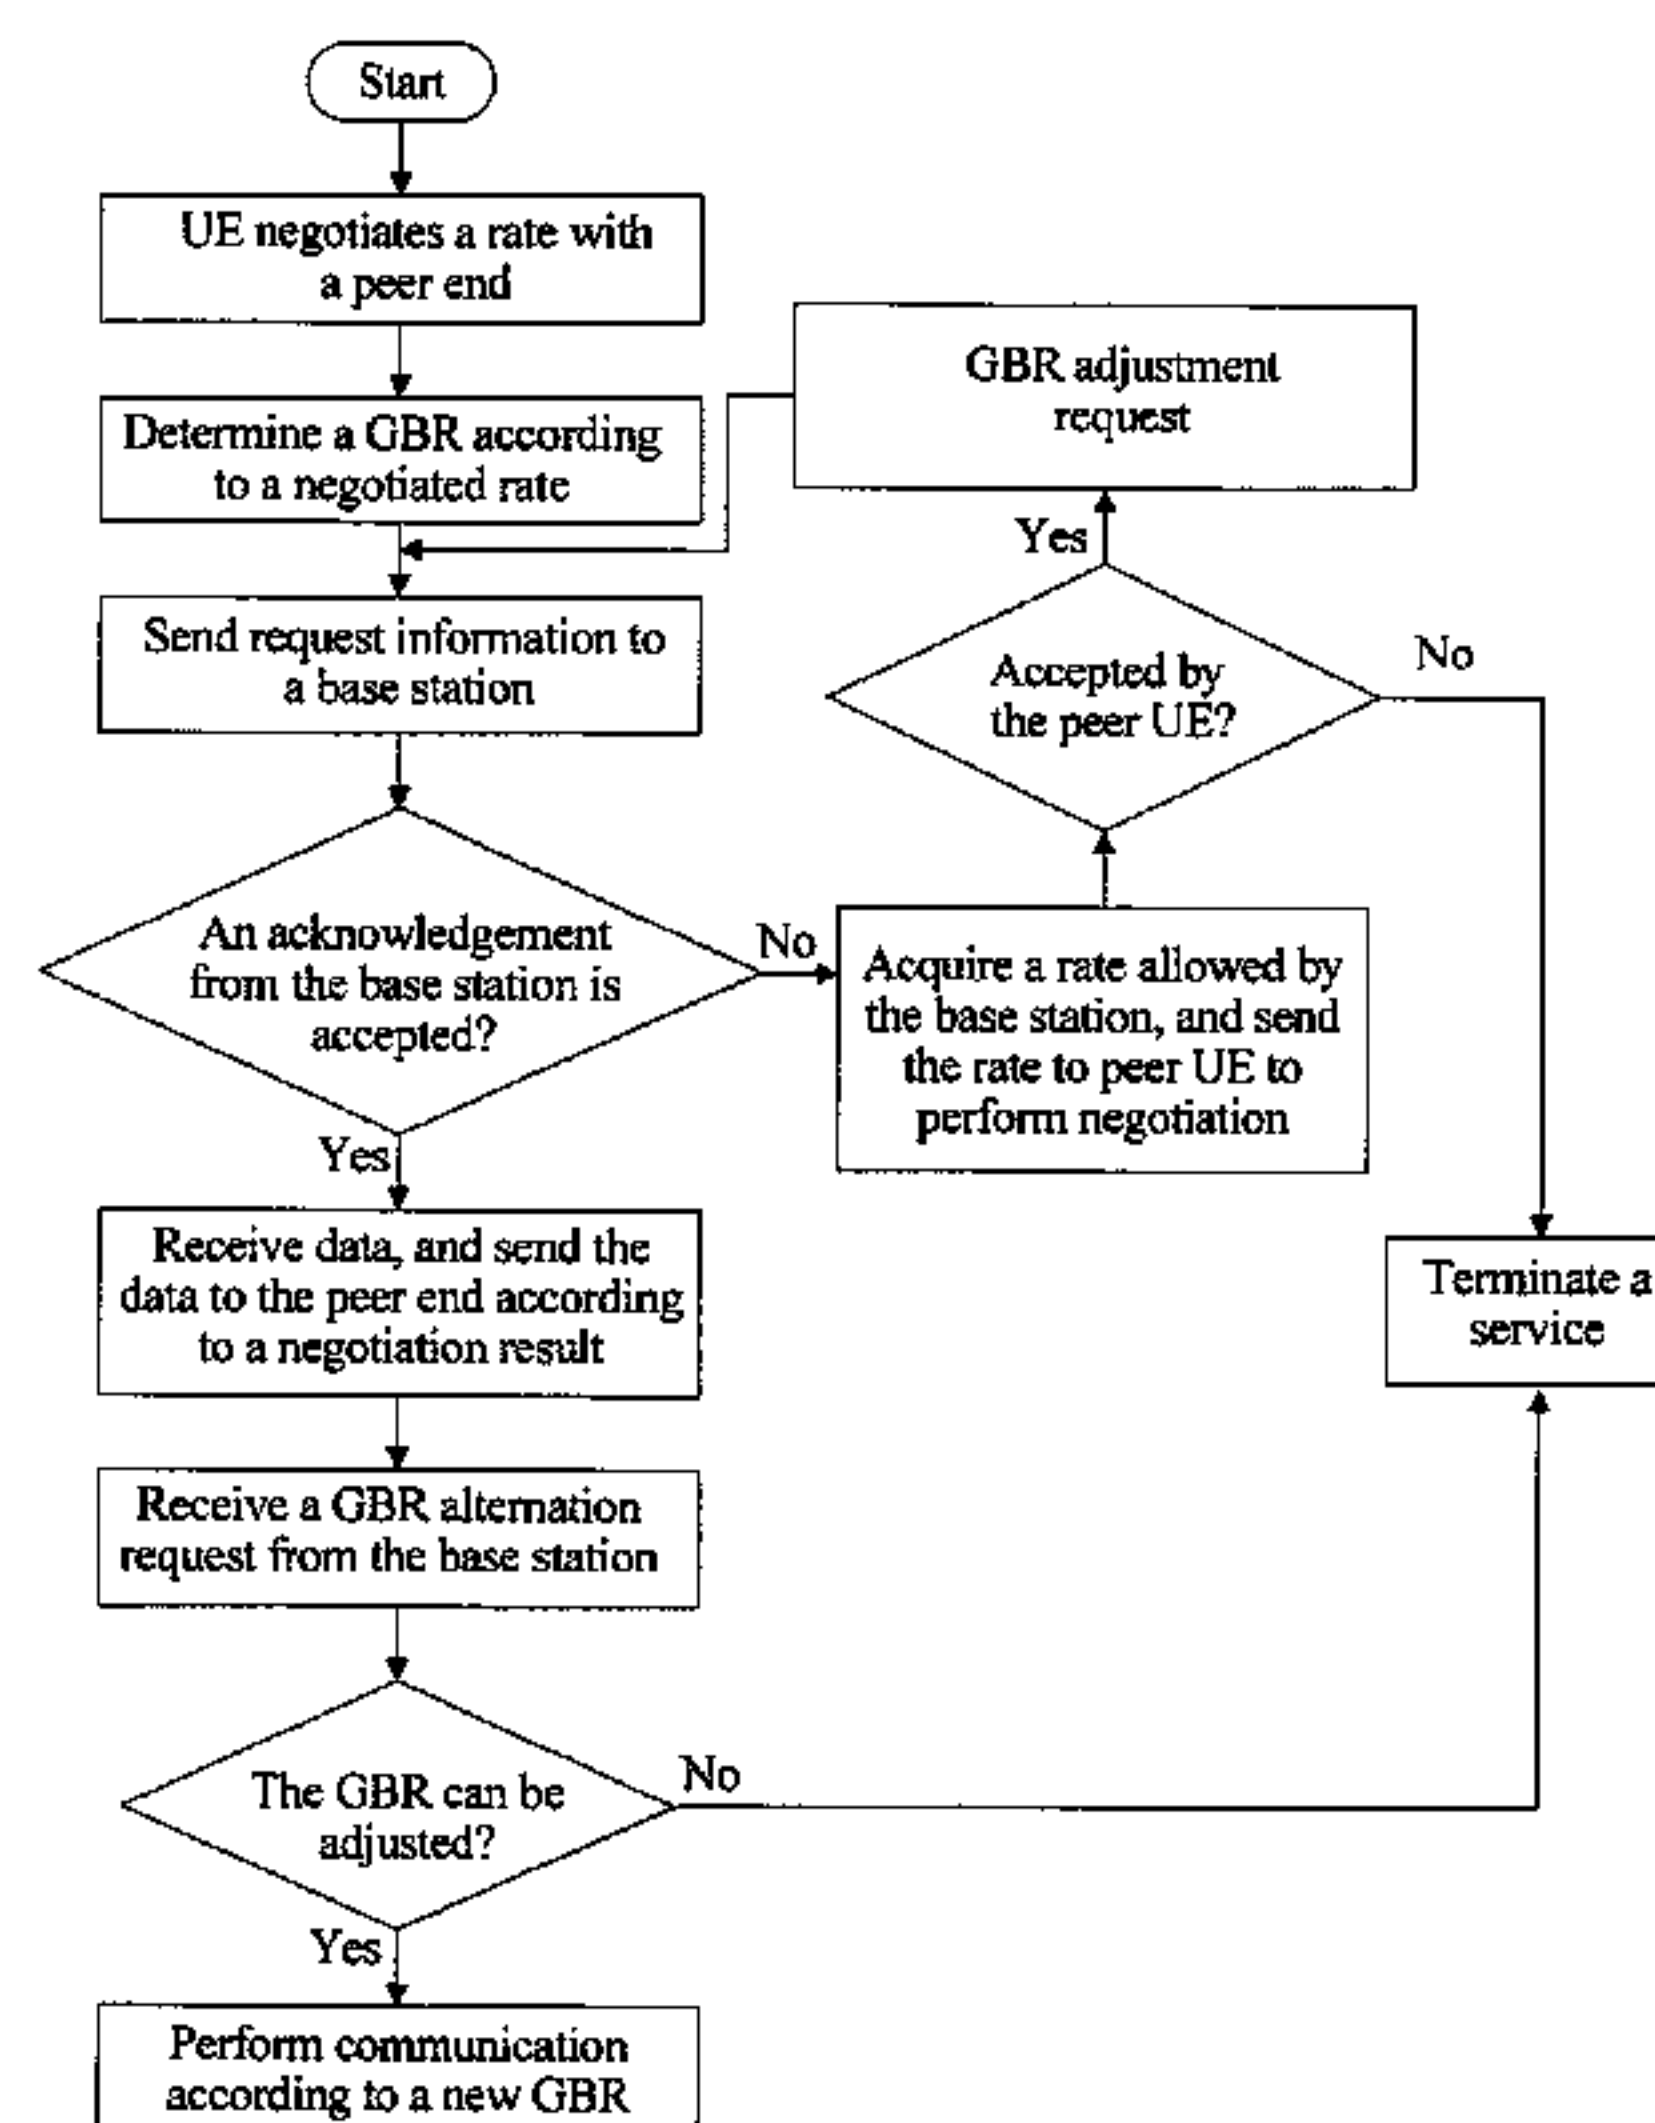 Start
UE negotiates a rate with
a peer end
Determine a GBR according
to a negotiated rate
GBR adjustment
request
Send request information to
a base station
Yes
Accepted by
the peer UE?
No
An acknowledgement
from the base station is
accepted?
No
Acquire a rate allowed by
the base station, and send
the rate to peer UE to
perform negotiation
Yes
Receive data, and send the
data to the peer end according
to a negotiation result
Terminate a
service
Receive a GBR alternation
request from the base station
The GBR can be
adjusted?
No
Yes
Perform communication
according to a new GBR